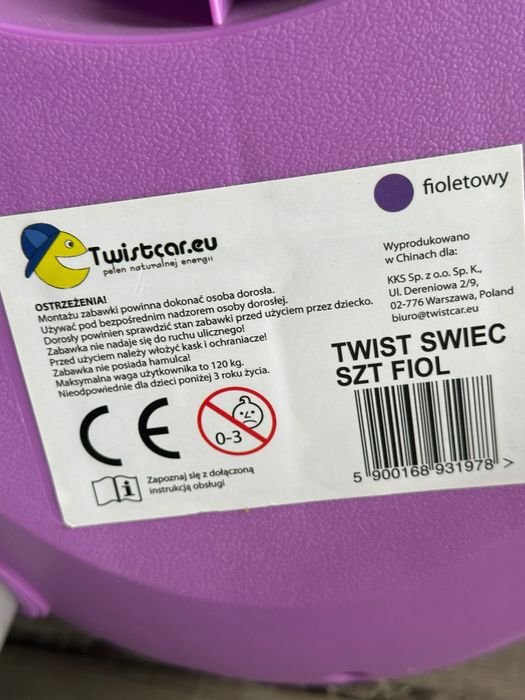 fioletowy
Twistcar.eu
pełen naturalnej energii
Wyprodukowano
w Chinach dla:
KKS Sp. z o.o. Sp. K.,
Ul. Dereniowa 2/9,
02-776 Warszawa, Poland
biuro@twistcar.eu
OSTRZEŻENIA!
Montażu zabawki powinna dokonać osoba dorosła.
Używać pod bezpośrednim nadzorem osoby dorosłej.
Dorosły powinien sprawdzić stan zabawki przed użyciem przez dziecko.
Zabawka nie nadaje się do ruchu ulicznego!
Przed użyciem należy włożyć kask i ochraniacze!
Zabawka nie posiada hamulca!
Maksymalna waga użytkownika to 120 kg.
Nieodpowiednie dla dzieci poniżej 3 roku życia.
TWIST SWIEC
SZT FIOL
CE
0-3
i
Zapoznaj się z dołączoną
instrukcją obsługi
5 900168 931978 >